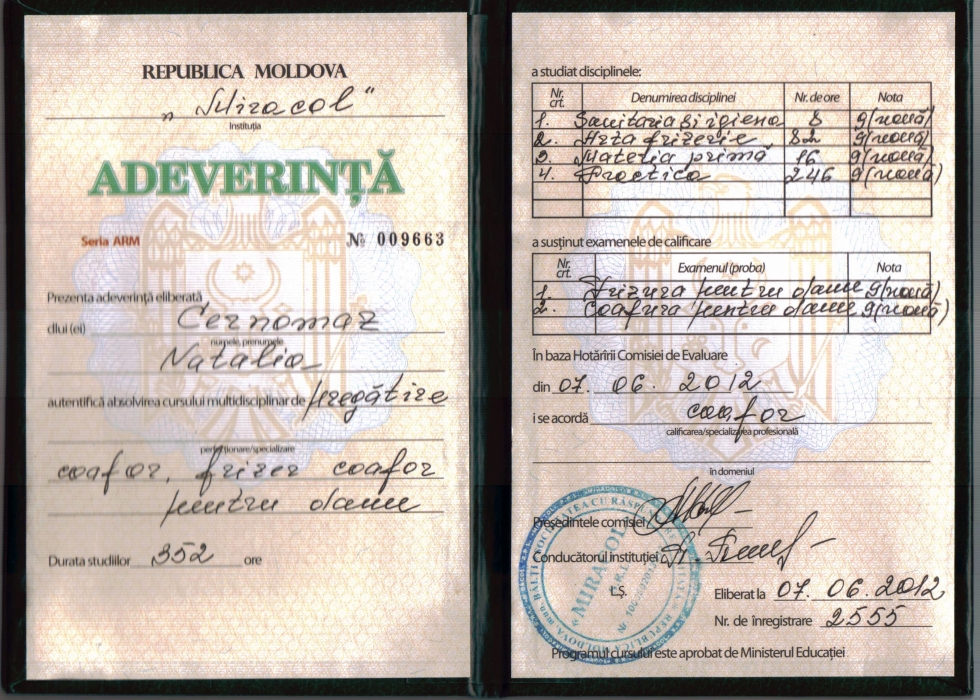 REPUBLICA MOLDOVA
„Miracol“
Instituția
ADEVERINȚĂ
Seria ARM
№ 009663
Prezenta adeverință eliberată
dlui (ei) Cernomaz
numele, prenumele
Natalia
autentifică absolvirea cursului multidisciplinar de pregătire
perfecționare/specializare
coafor, frizer coafor
pentru dame
Durata studiilor 352 ore
a studiat disciplinele:
Nr. crt. Denumirea disciplinei Nr. de ore Nota
1. Sanitaria și igiena 8 9(nouă)
2. Arta frizerie 82 9(nouă)
3. Materia primă 16 9(nouă)
4. Practica 246 9(nouă)
a susținut examenele de calificare
Nr. crt. Examenul (proba) Nota
1. Frizura pentru dame 9(nouă)
2. Coafura pentru dame 9(nouă)
În baza Hotărîrii Comisiei de Evaluare
din 07. 06. 2012
i se acordă coafor
calificarea/specializarea profesională
în domeniul
Președintele comisiei
Conducătorul instituției
L.Ș.
"MIRACOL"
Eliberat la 07. 06. 2012
Nr. de înregistrare 2555
Programul cursului este aprobat de Ministerul Educației